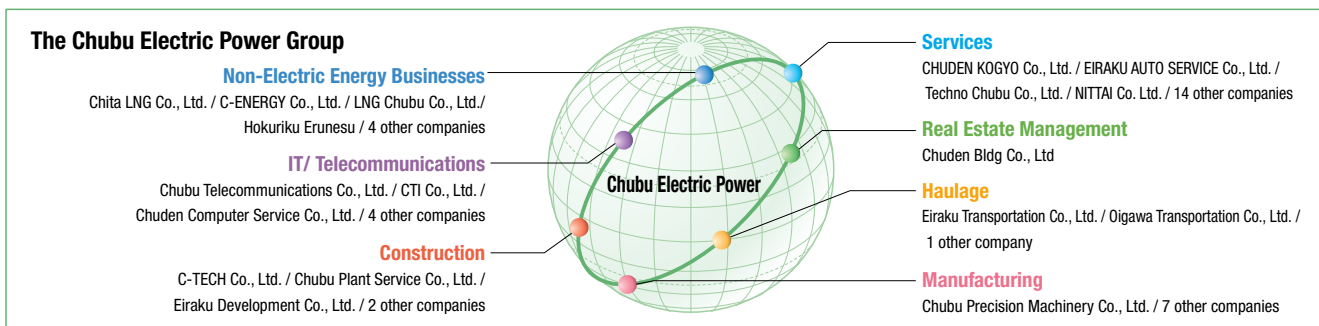 The Chubu Electric Power Group
Non-Electric Energy Businesses
Chita LNG Co., Ltd. / C-ENERGY Co., Ltd. / LNG Chubu Co., Ltd./
Hokuriku Erunesu / 4 other companies
IT/ Telecommunications
Chubu Telecommunications Co., Ltd. / CTI Co., Ltd. /
Chuden Computer Service Co., Ltd. / 4 other companies
Construction
C-TECH Co., Ltd. / Chubu Plant Service Co., Ltd. /
Eiraku Development Co., Ltd. / 2 other companies
Chubu Electric Power
Services
CHUDEN KOGYO Co., Ltd. / EIRAKU AUTO SERVICE Co., Ltd. /
Techno Chubu Co., Ltd. / NITTAI Co. Ltd. / 14 other companies
Real Estate Management
Chuden Bldg Co., Ltd
Haulage
Eiraku Transportation Co., Ltd. / Oigawa Transportation Co., Ltd. /
1 other company
Manufacturing
Chubu Precision Machinery Co., Ltd. / 7 other companies